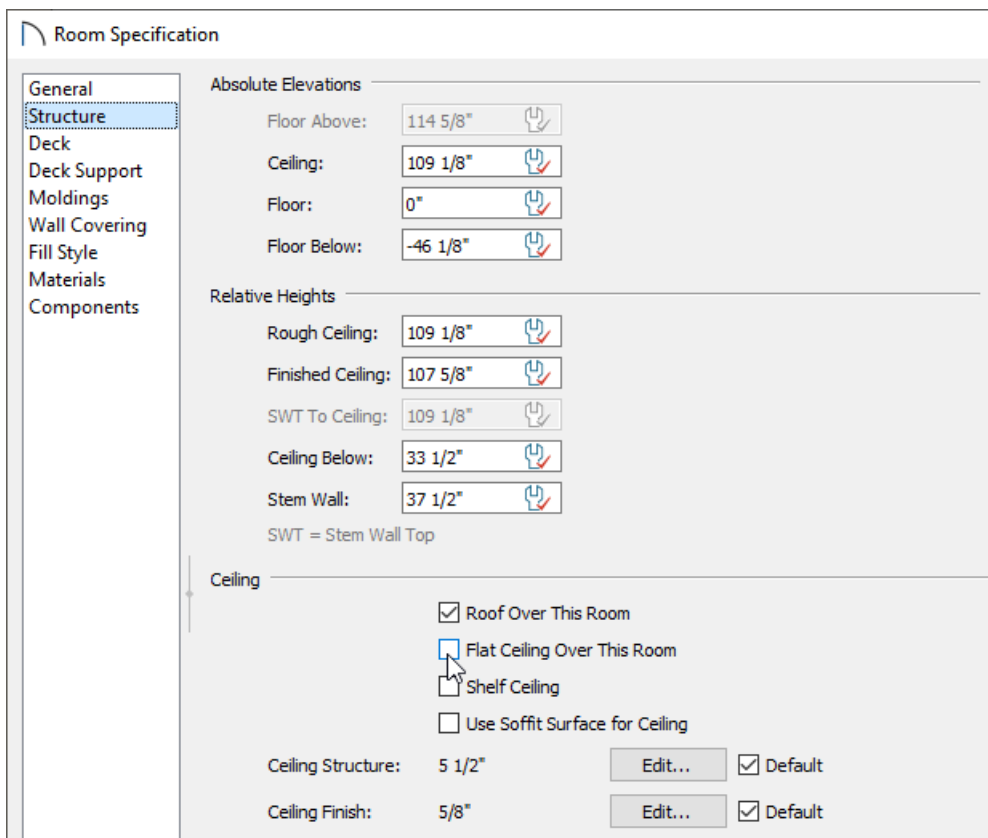 Room Specification
General
Structure
Deck
Deck Support
Moldings
Wall Covering
Fill Style
Materials
Components
Absolute Elevations
Floor Above: 114 5/8"
Ceiling: 109 1/8"
Floor: 0"
Floor Below: -46 1/8"
Relative Heights
Rough Ceiling: 109 1/8"
Finished Ceiling: 107 5/8"
SWT To Ceiling: 109 1/8"
Ceiling Below: 33 1/2"
Stem Wall: 37 1/2"
SWT = Stem Wall Top
Ceiling
Roof Over This Room
Flat Ceiling Over This Room
Shelf Ceiling
Use Soffit Surface for Ceiling
Ceiling Structure: 5 1/2" Edit... Default
Ceiling Finish: 5/8" Edit... Default